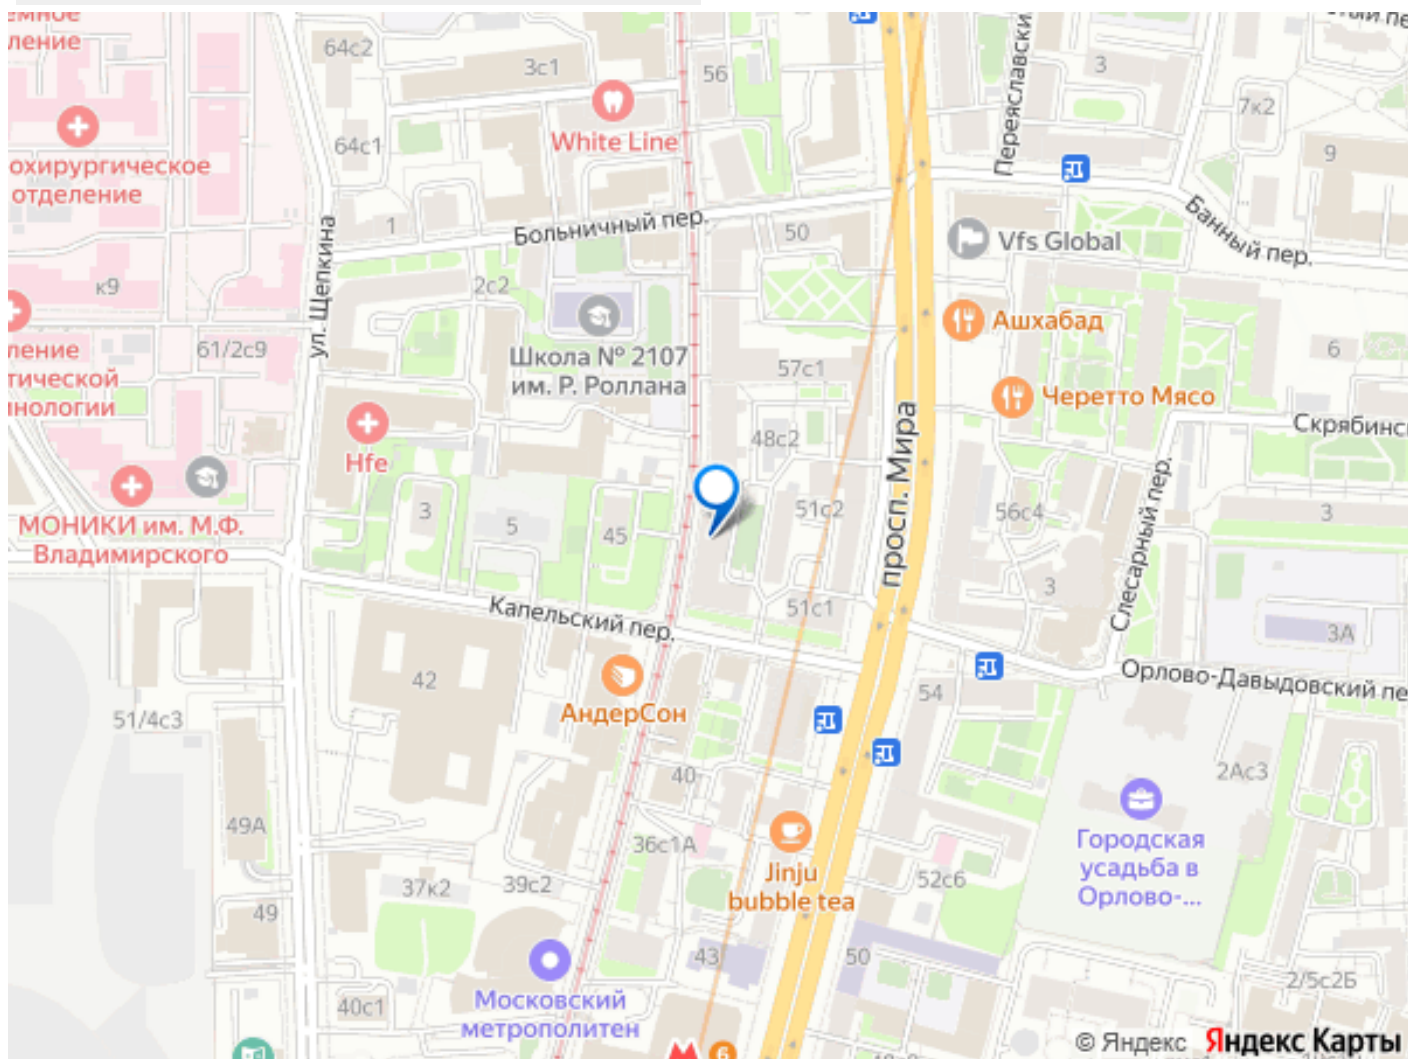 ление
64с2
3с1
56
3
Переяславский
7к2
9
White Line
64с1
охирургическое
отделение
1
Больничный пер.
50
Vfs Global
Банный пер.
ул. Щепкина
к9
2с2
Ашхабад
61/2с9
Школа № 2107
им. Р. Роллана
57с1
6
ление
тической
инологии
Черетто Мясо
Скрябинс
48с2
Hfe
просп. Мира
МОНИКИ им. М.Ф.
Владимирского
3
5
45
51с2
56с4
3
Слесарный пер.
3
51с1
3А
Капельский пер.
Орлово-Давыдовский пе
42
АндерСон
54
51/4с3
40
2Ас3
49А
36с1А
Jinju
bubble tea
Городская
усадьба в
Орлово-...
37к2
39с2
52с6
49
43
50
Московский
метрополитен
40с1
2/5с2Б
6
© Яндекс Яндекс Карты